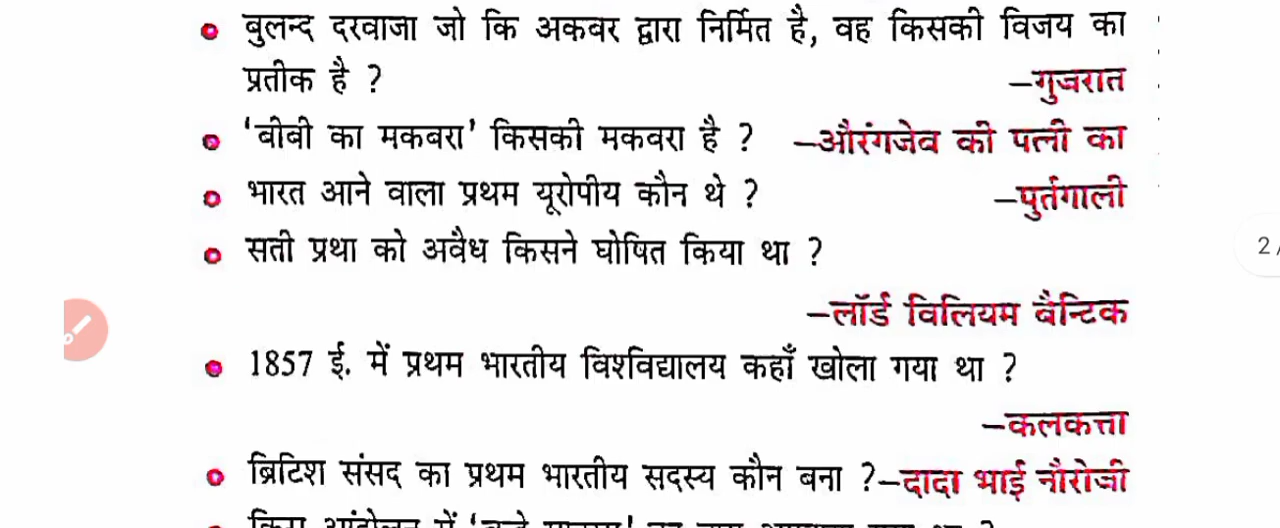 बुलन्द दरवाजा जो कि अकबर द्वारा निर्मित है, वह किसकी विजय का
प्रतीक है ? –गुजरात
‘बीबी का मकबरा’ किसकी मकबरा है ? –औरंगजेब की पत्नी का
भारत आने वाला प्रथम यूरोपीय कौन थे ? –पुर्तगाली
सती प्रथा को अवैध किसने घोषित किया था ?
2 /
–लॉर्ड विलियम बैन्टिक
1857 ई. में प्रथम भारतीय विश्वविद्यालय कहाँ खोला गया था ?
–कलकत्ता
ब्रिटिश संसद का प्रथम भारतीय सदस्य कौन बना ?–दादा भाई नौरोजी